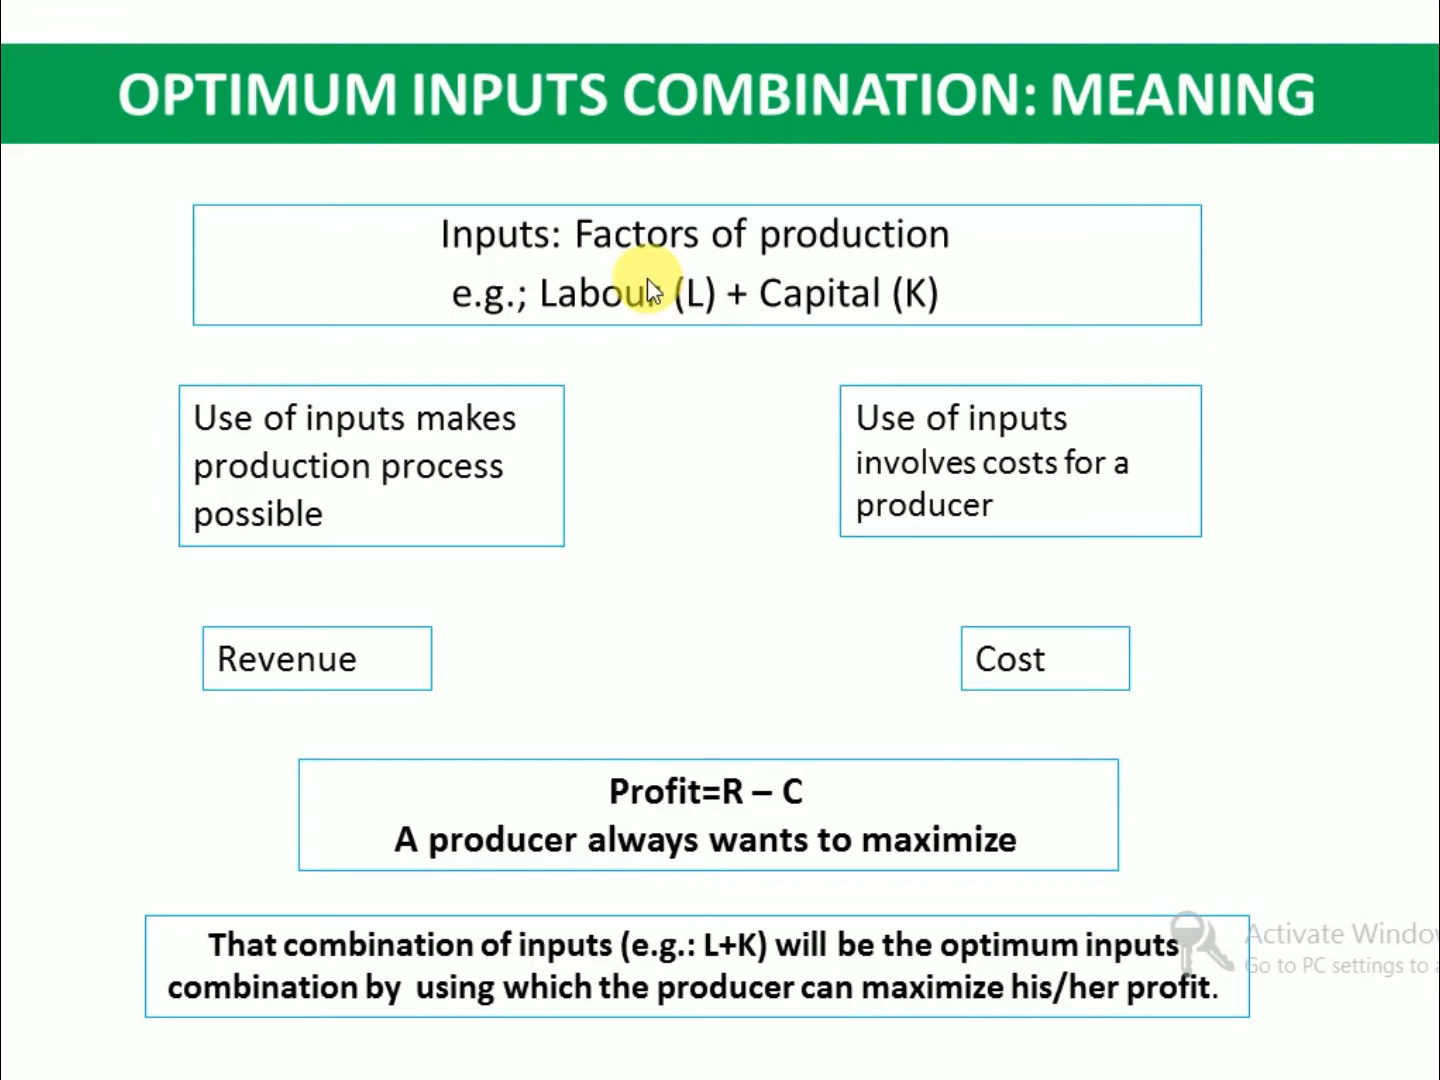 OPTIMUM INPUTS COMBINATION: MEANING
Inputs: Factors of production
e.g.; Labour (L) + Capital (K)
Use of inputs makes
production process
possible
Use of inputs
involves costs for a
producer
Revenue
Cost
Profit=R – C
A producer always wants to maximize
That combination of inputs (e.g.: L+K) will be the optimum inputs
combination by using which the producer can maximize his/her profit.
Activate Windo
Go to PC settings to a